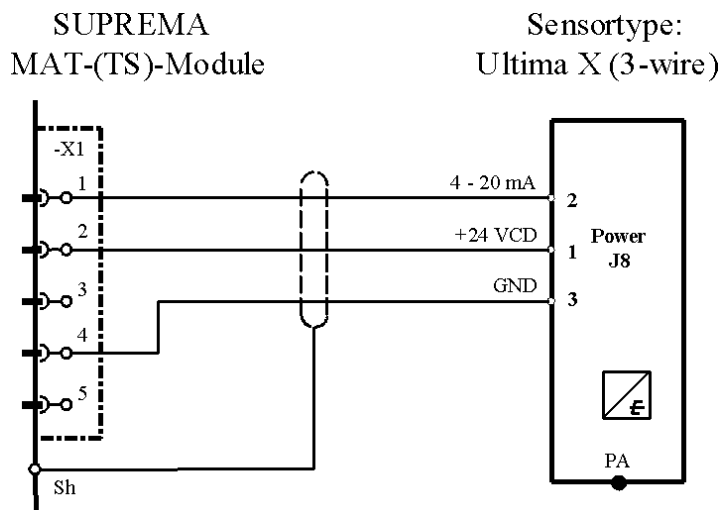 SUPREMA
MAT-(TS)-Module
Sensortype:
Ultima X (3-wire)
-X1
1
4 - 20 mA
2
2
+24 VCD
1
Power
J8
3
GND
3
4
5
PA
Sh